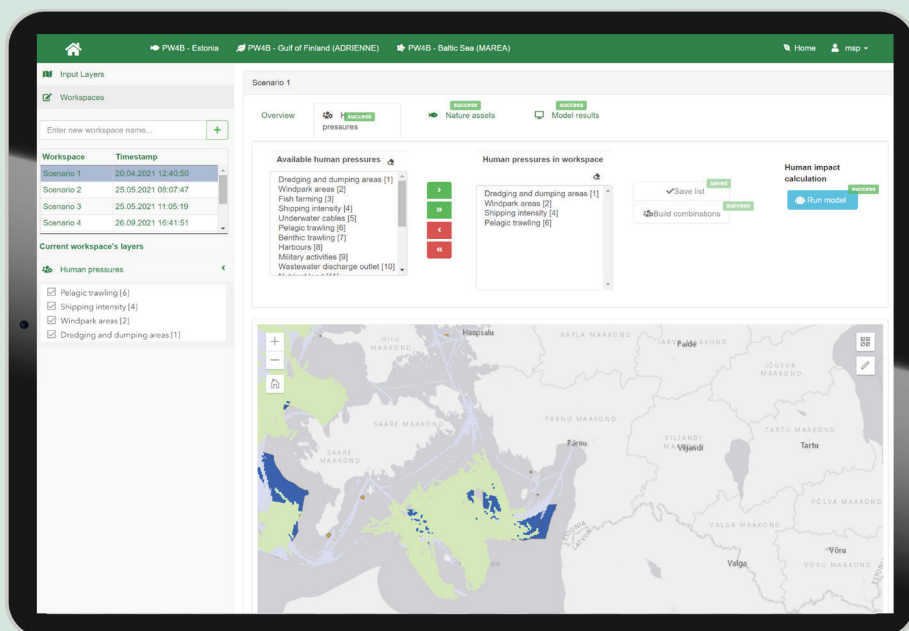 PW4B - Estonia
PW4B - Gulf of Finland (ADRIENNE)
PW4B - Baltic Sea (MAREA)
Home
msp
Input Layers
Workspaces
Enter new workspace name...
+
Workspace Timestamp
Scenario 1 20.04.2021 12:40:50
Scenario 2 25.05.2021 08:07:47
Scenario 3 25.05.2021 11:05:19
Scenario 4 26.09.2021 16:41:51
Current workspace's layers
Human pressures
Pelagic trawling [6]
Shipping intensity [4]
Windpark areas [2]
Dredging and dumping areas [1]
Scenario 1
Overview
success
pressures
success
Nature assets
success
Model results
Available human pressures
Dredging and dumping areas [1]
Windpark areas [2]
Fish farming [3]
Shipping intensity [4]
Underwater cables [5]
Pelagic trawling [6]
Benthic trawling [7]
Harbours [8]
Military activities [9]
Wastewater discharge outlet [10]
›
»
‹
«
Human pressures in workspace
Dredging and dumping areas [1]
Windpark areas [2]
Shipping intensity [4]
Pelagic trawling [6]
saved
Save list
success
Build combinations
Human impact
calculation
success
Run model
+
−
HIIU
MAAKOND
Haapsalu
RAPLA MAAKOND
Paide
JÕGEVA
MAAKOND
SAARE MAAKOND
SAARE
MAAKOND
PÄRNU MAAKOND
Pärnu
VILJANDI
Viljandi
TARTU MAAKOND
Tartu
PÕLVA MAAKOND
VALGA MAAKOND
ESTONIA
LATVIA
Valga
Võru
VÕRU MAAKOND